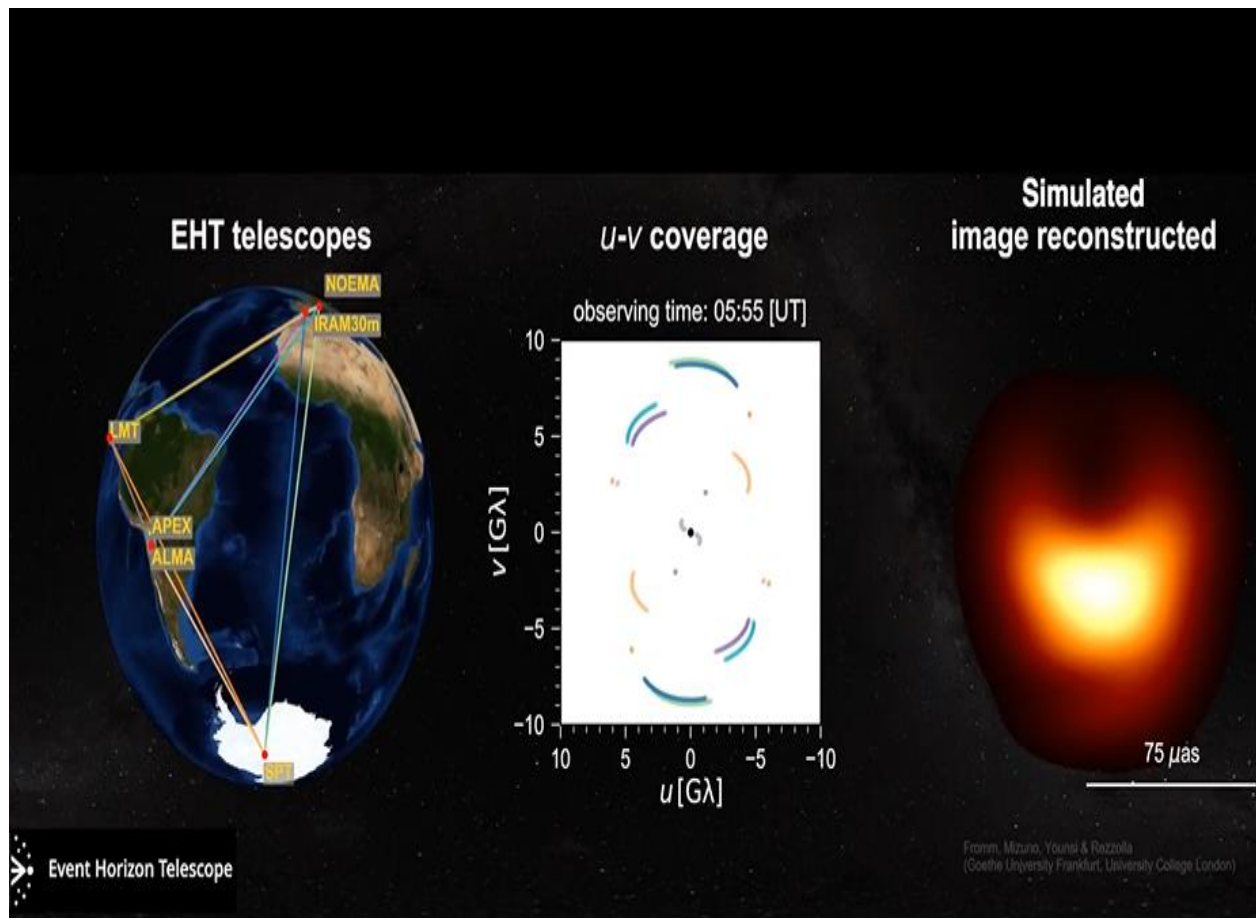 EHT telescopes
NOEMA
IRAM30m
LMT
APEX
ALMA
SPT
Event Horizon Telescope
u-v coverage
observing time: 05:55 [UT]
10
5
0
−5
−10
v [Gλ]
10 5 0 −5 −10
u [Gλ]
Simulated
image reconstructed
75 μas
Fromm, Mizuno, Younsi & Rezzolla
(Goethe University Frankfurt, University College London)